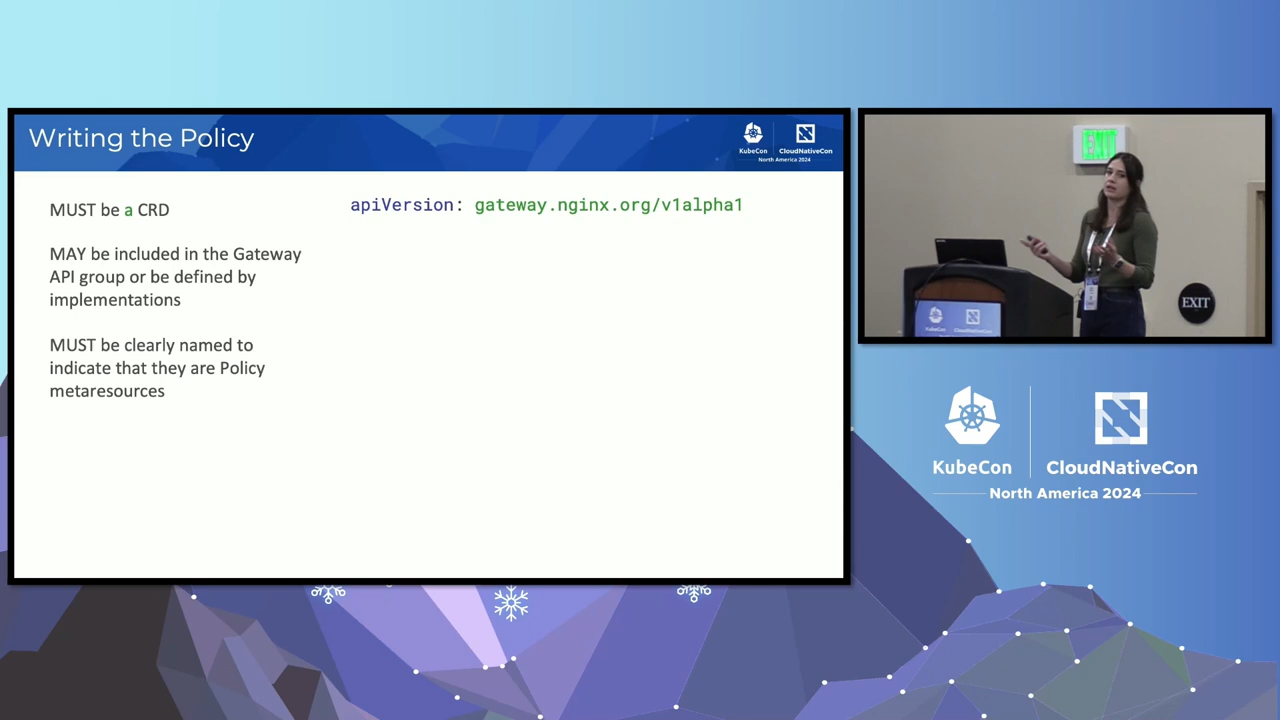 Writing the Policy
KubeCon
CloudNativeCon
North America 2024
MUST be a CRD
apiVersion: gateway.nginx.org/v1alpha1
MAY be included in the Gateway
API group or be defined by
implementations
MUST be clearly named to
indicate that they are Policy
metaresources
EXIT
EXIT
KubeCon
CloudNativeCon
KubeCon
CloudNativeCon
North America 2024